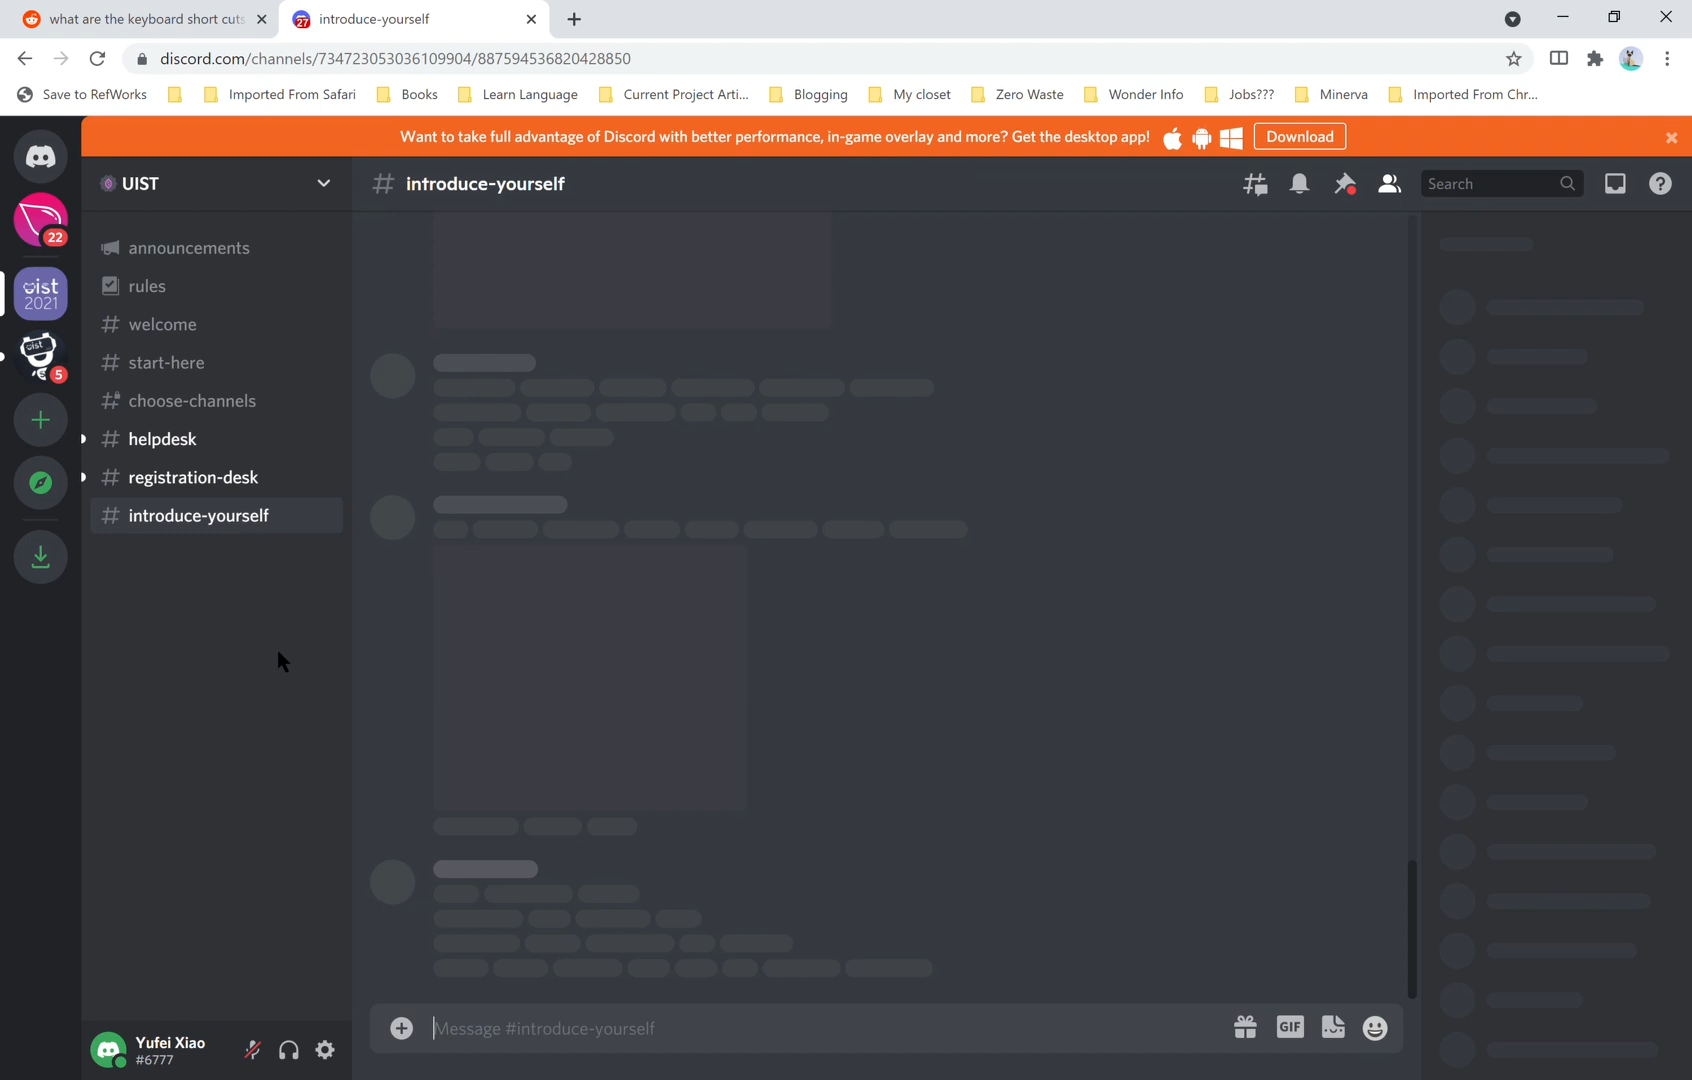 what are the keyboard short cuts
introduce-yourself
discord.com/channels/734723053036109904/887594536820428850
Save to RefWorks
Imported From Safari
Books
Learn Language
Current Project Arti...
Blogging
My closet
Zero Waste
Wonder Info
Jobs???
Minerva
Imported From Chr...
Want to take full advantage of Discord with better performance, in-game overlay and more? Get the desktop app!
Download
UIST
# introduce-yourself
Search
22
uist
2021
uist
5
announcements
rules
# welcome
# start-here
# choose-channels
# helpdesk
# registration-desk
# introduce-yourself
Message #introduce-yourself
GIF
Yufei Xiao
#6777
27